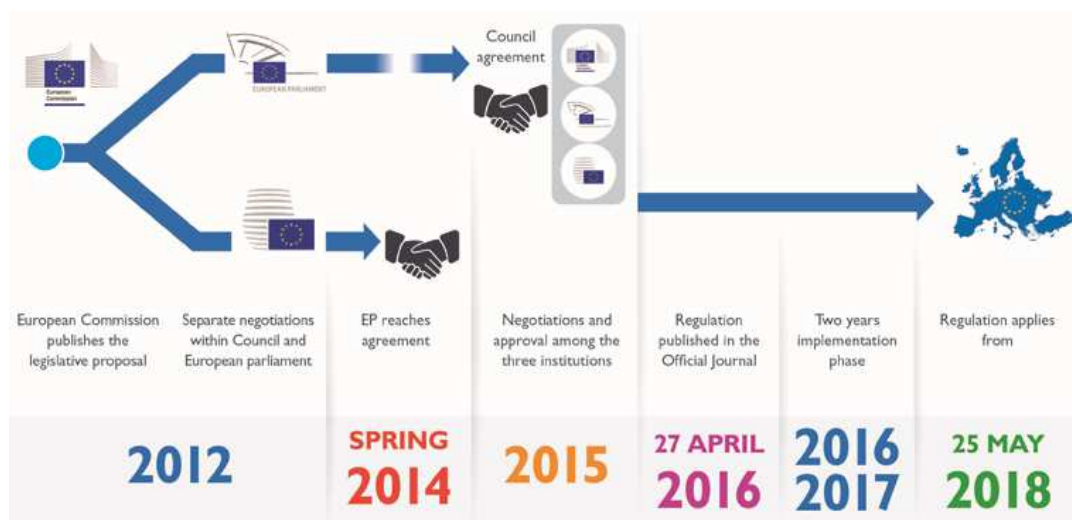 European
Commission
EUROPEAN PARLIAMENT
Council
agreement
European Commission
publishes the
legislative proposal
Separate negotiations
within Council and
European parliament
EP reaches
agreement
Negotiations and
approval among the
three institutions
Regulation
published in the
Official Journal
Two years
implementation
phase
Regulation applies
from
2012
SPRING
2014
2015
27 APRIL
2016
2016
2017
25 MAY
2018